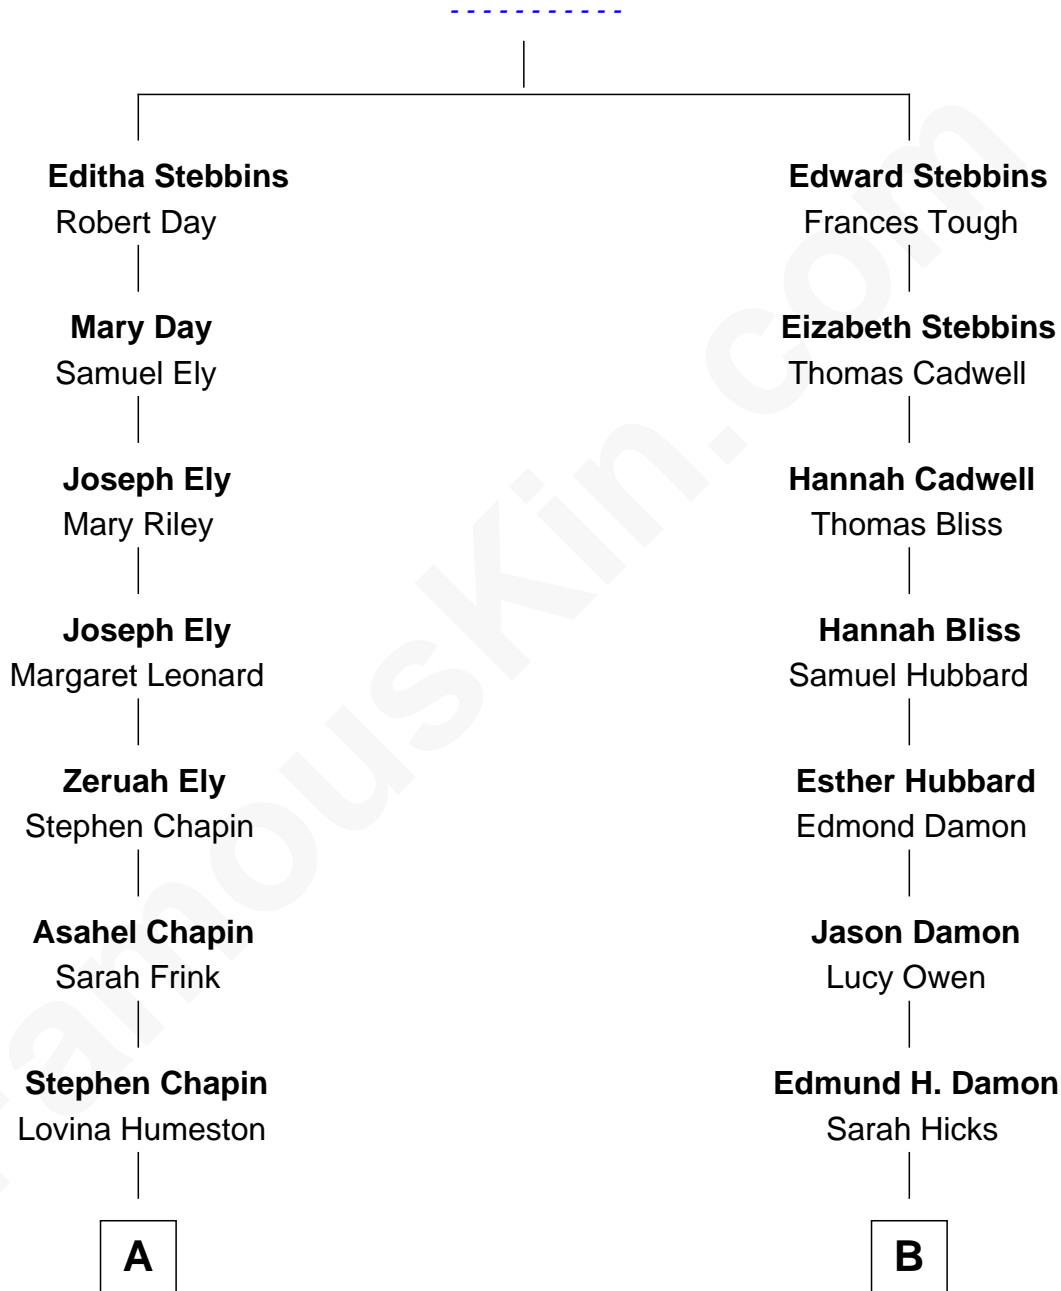 - - - - - - - - - - -
Editha Stebbins
Robert Day
Mary Day
Samuel Ely
Joseph Ely
Mary Riley
Joseph Ely
Margaret Leonard
Zeruah Ely
Stephen Chapin
Asahel Chapin
Sarah Frink
Stephen Chapin
Lovina Humeston
A
Edward Stebbins
Frances Tough
Eizabeth Stebbins
Thomas Cadwell
Hannah Cadwell
Thomas Bliss
Hannah Bliss
Samuel Hubbard
Esther Hubbard
Edmond Damon
Jason Damon
Lucy Owen
Edmund H. Damon
Sarah Hicks
B
FamousKin.com